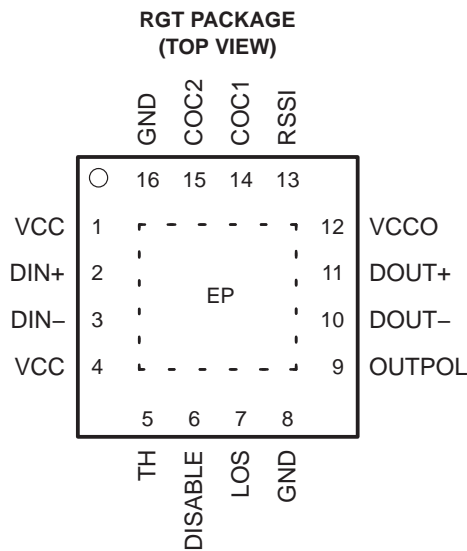 RGT PACKAGE
(TOP VIEW)
GND COC2 COC1 RSSI
16 15 14 13
VCC 1 12 VCCO
DIN+ 2 11 DOUT+
EP
DIN– 3 10 DOUT–
VCC 4 9 OUTPOL
5 6 7 8
TH DISABLE LOS GND